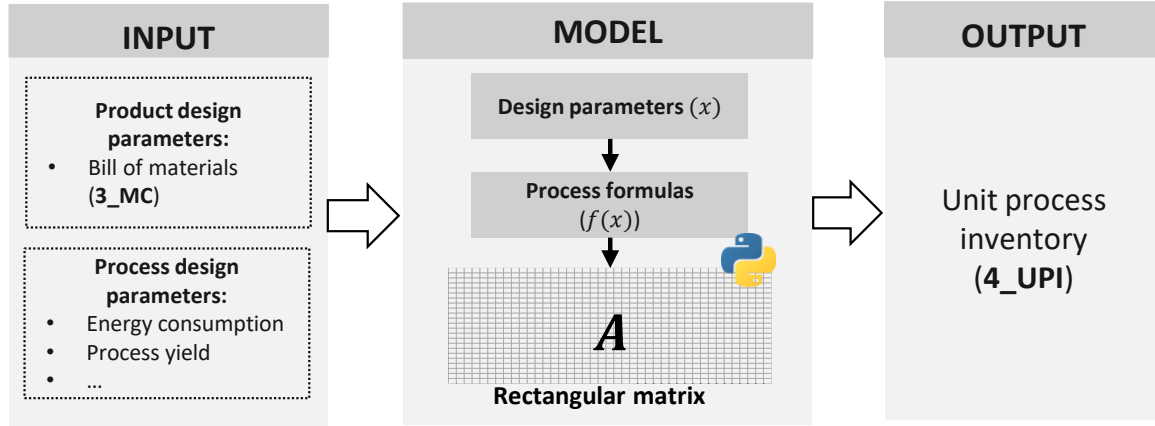 INPUT
Product design
parameters:
• Bill of materials
(3_MC)
Process design
parameters:
• Energy consumption
• Process yield
• ...
MODEL
Design parameters (x)
Process formulas
(f(x))
A
Rectangular matrix
OUTPUT
Unit process
inventory
(4_UPI)